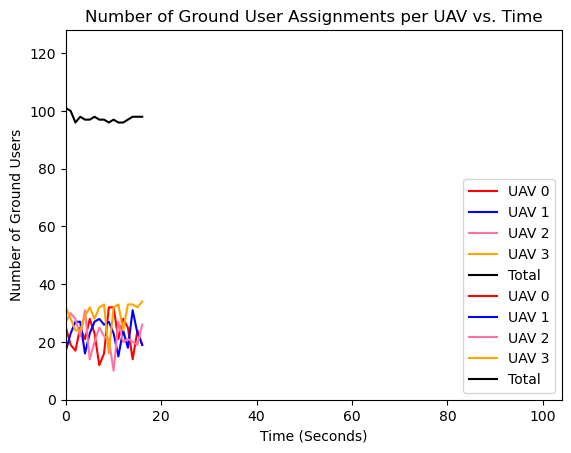 Number of Ground User Assignments per UAV vs. Time
120
100
80
60
40
20
0
Number of Ground Users
0 20 40 60 80 100
Time (Seconds)
UAV 0
UAV 1
UAV 2
UAV 3
Total
UAV 0
UAV 1
UAV 2
UAV 3
Total